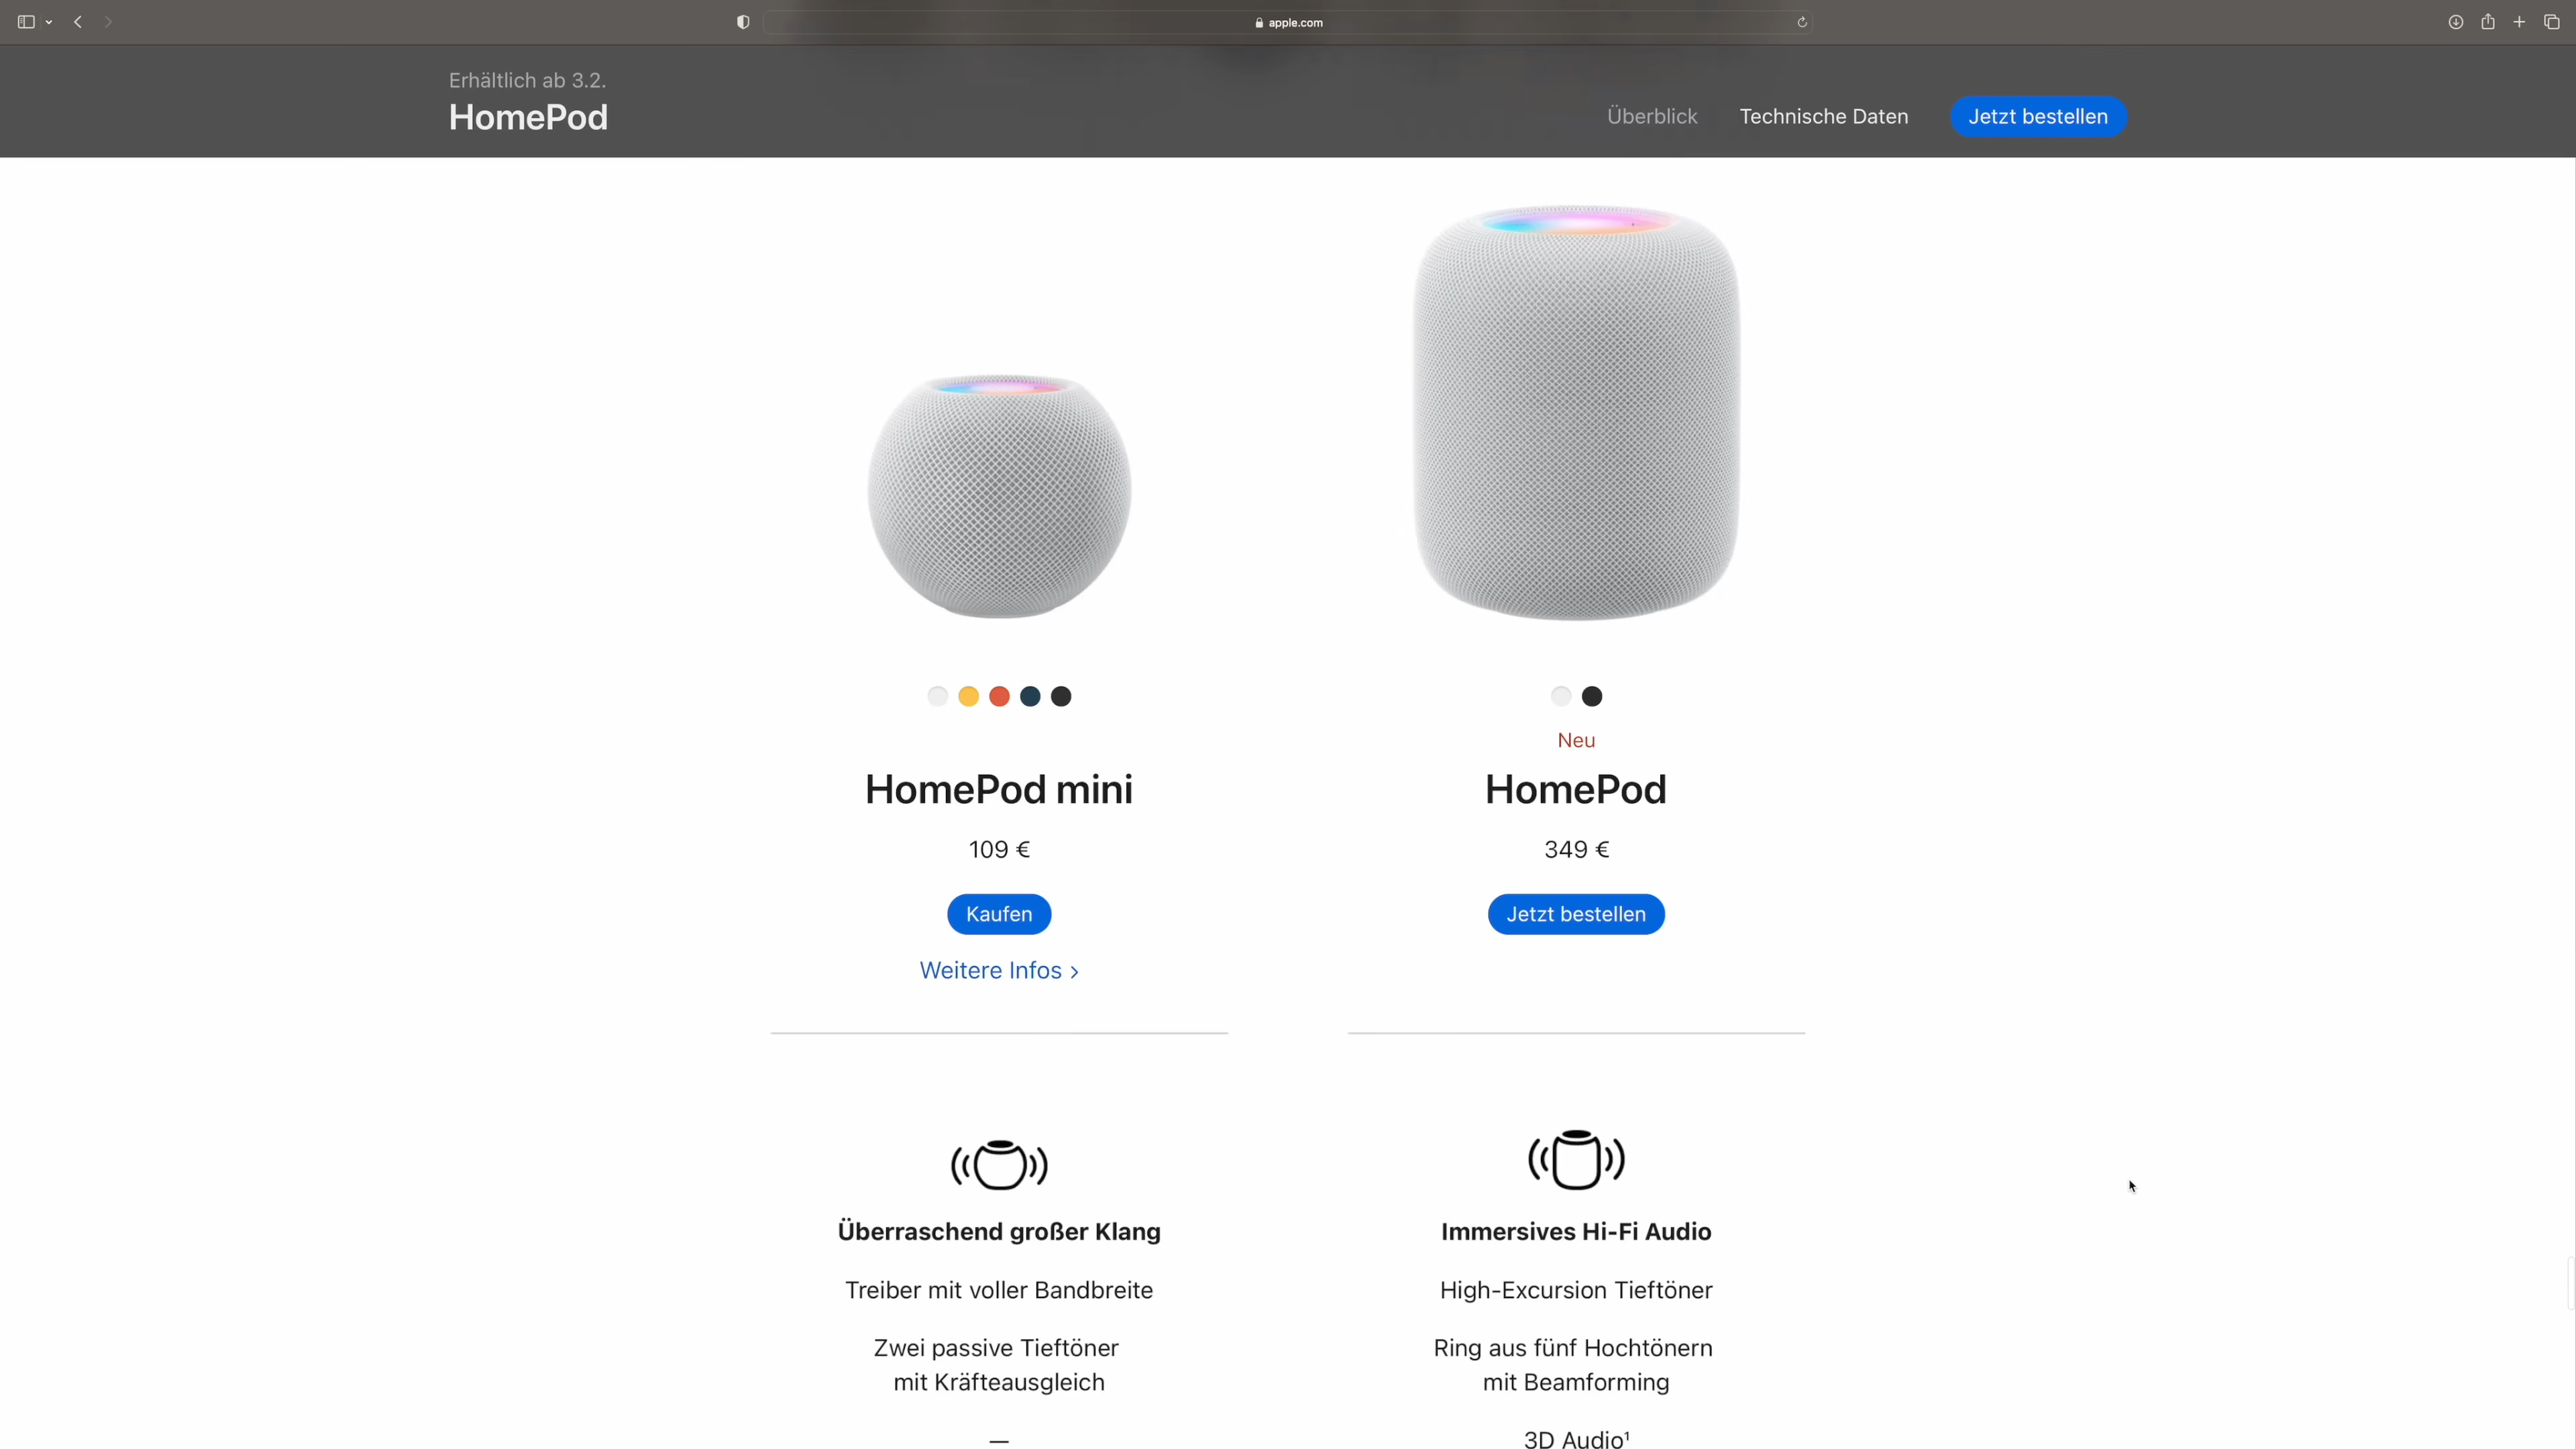 apple.com
Erhältlich ab 3.2.
HomePod
Überblick
Technische Daten
Jetzt bestellen
HomePod mini
109 €
Kaufen
Weitere Infos >
Neu
HomePod
349 €
Jetzt bestellen
Überraschend großer Klang
Treiber mit voller Bandbreite
Zwei passive Tieftöner
mit Kräfteausgleich
—
Immersives Hi-Fi Audio
High-Excursion Tieftöner
Ring aus fünf Hochtönern
mit Beamforming
3D Audio¹